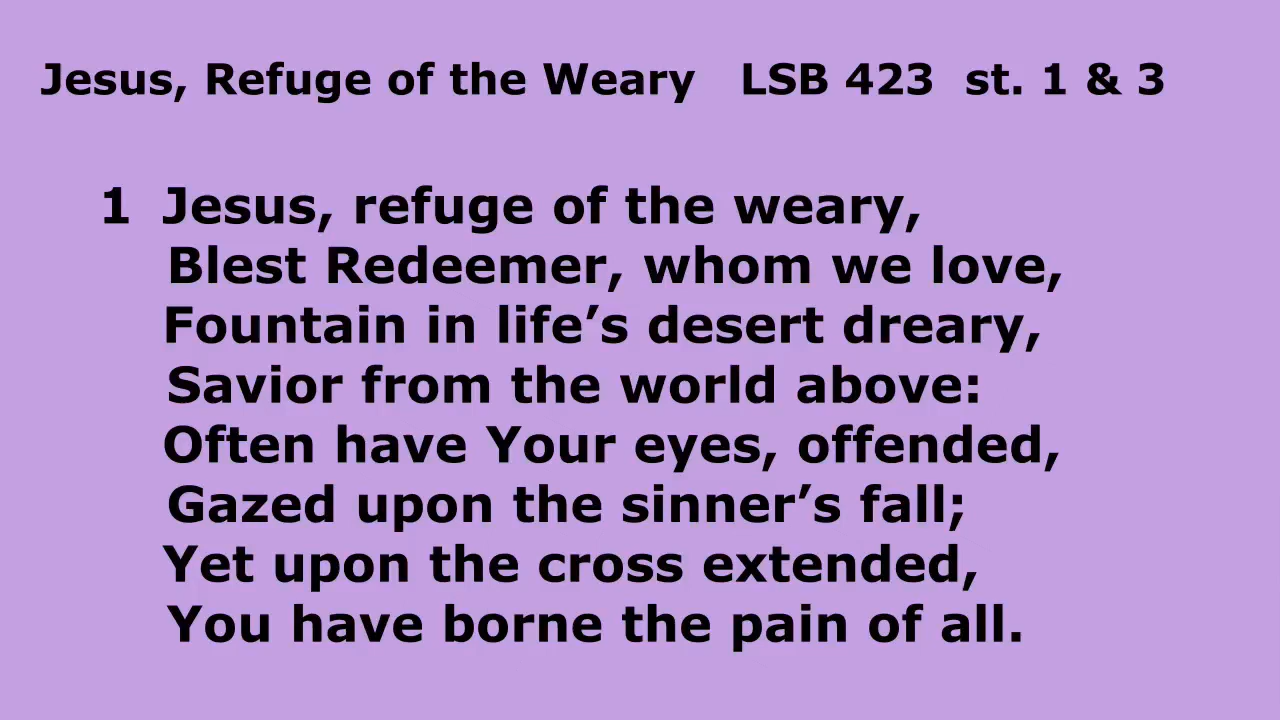 Jesus, Refuge of the Weary   LSB 423  st. 1 & 3
1 Jesus, refuge of the weary,
Blest Redeemer, whom we love,
Fountain in life’s desert dreary,
Savior from the world above:
Often have Your eyes, offended,
Gazed upon the sinner’s fall;
Yet upon the cross extended,
You have borne the pain of all.